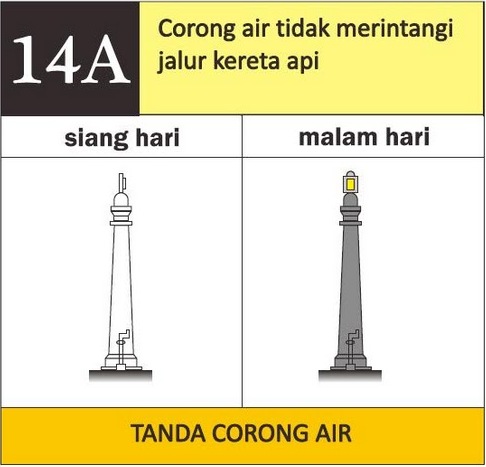 14A
Corong air tidak merintangi
jalur kereta api
siang hari
malam hari
TANDA CORONG AIR